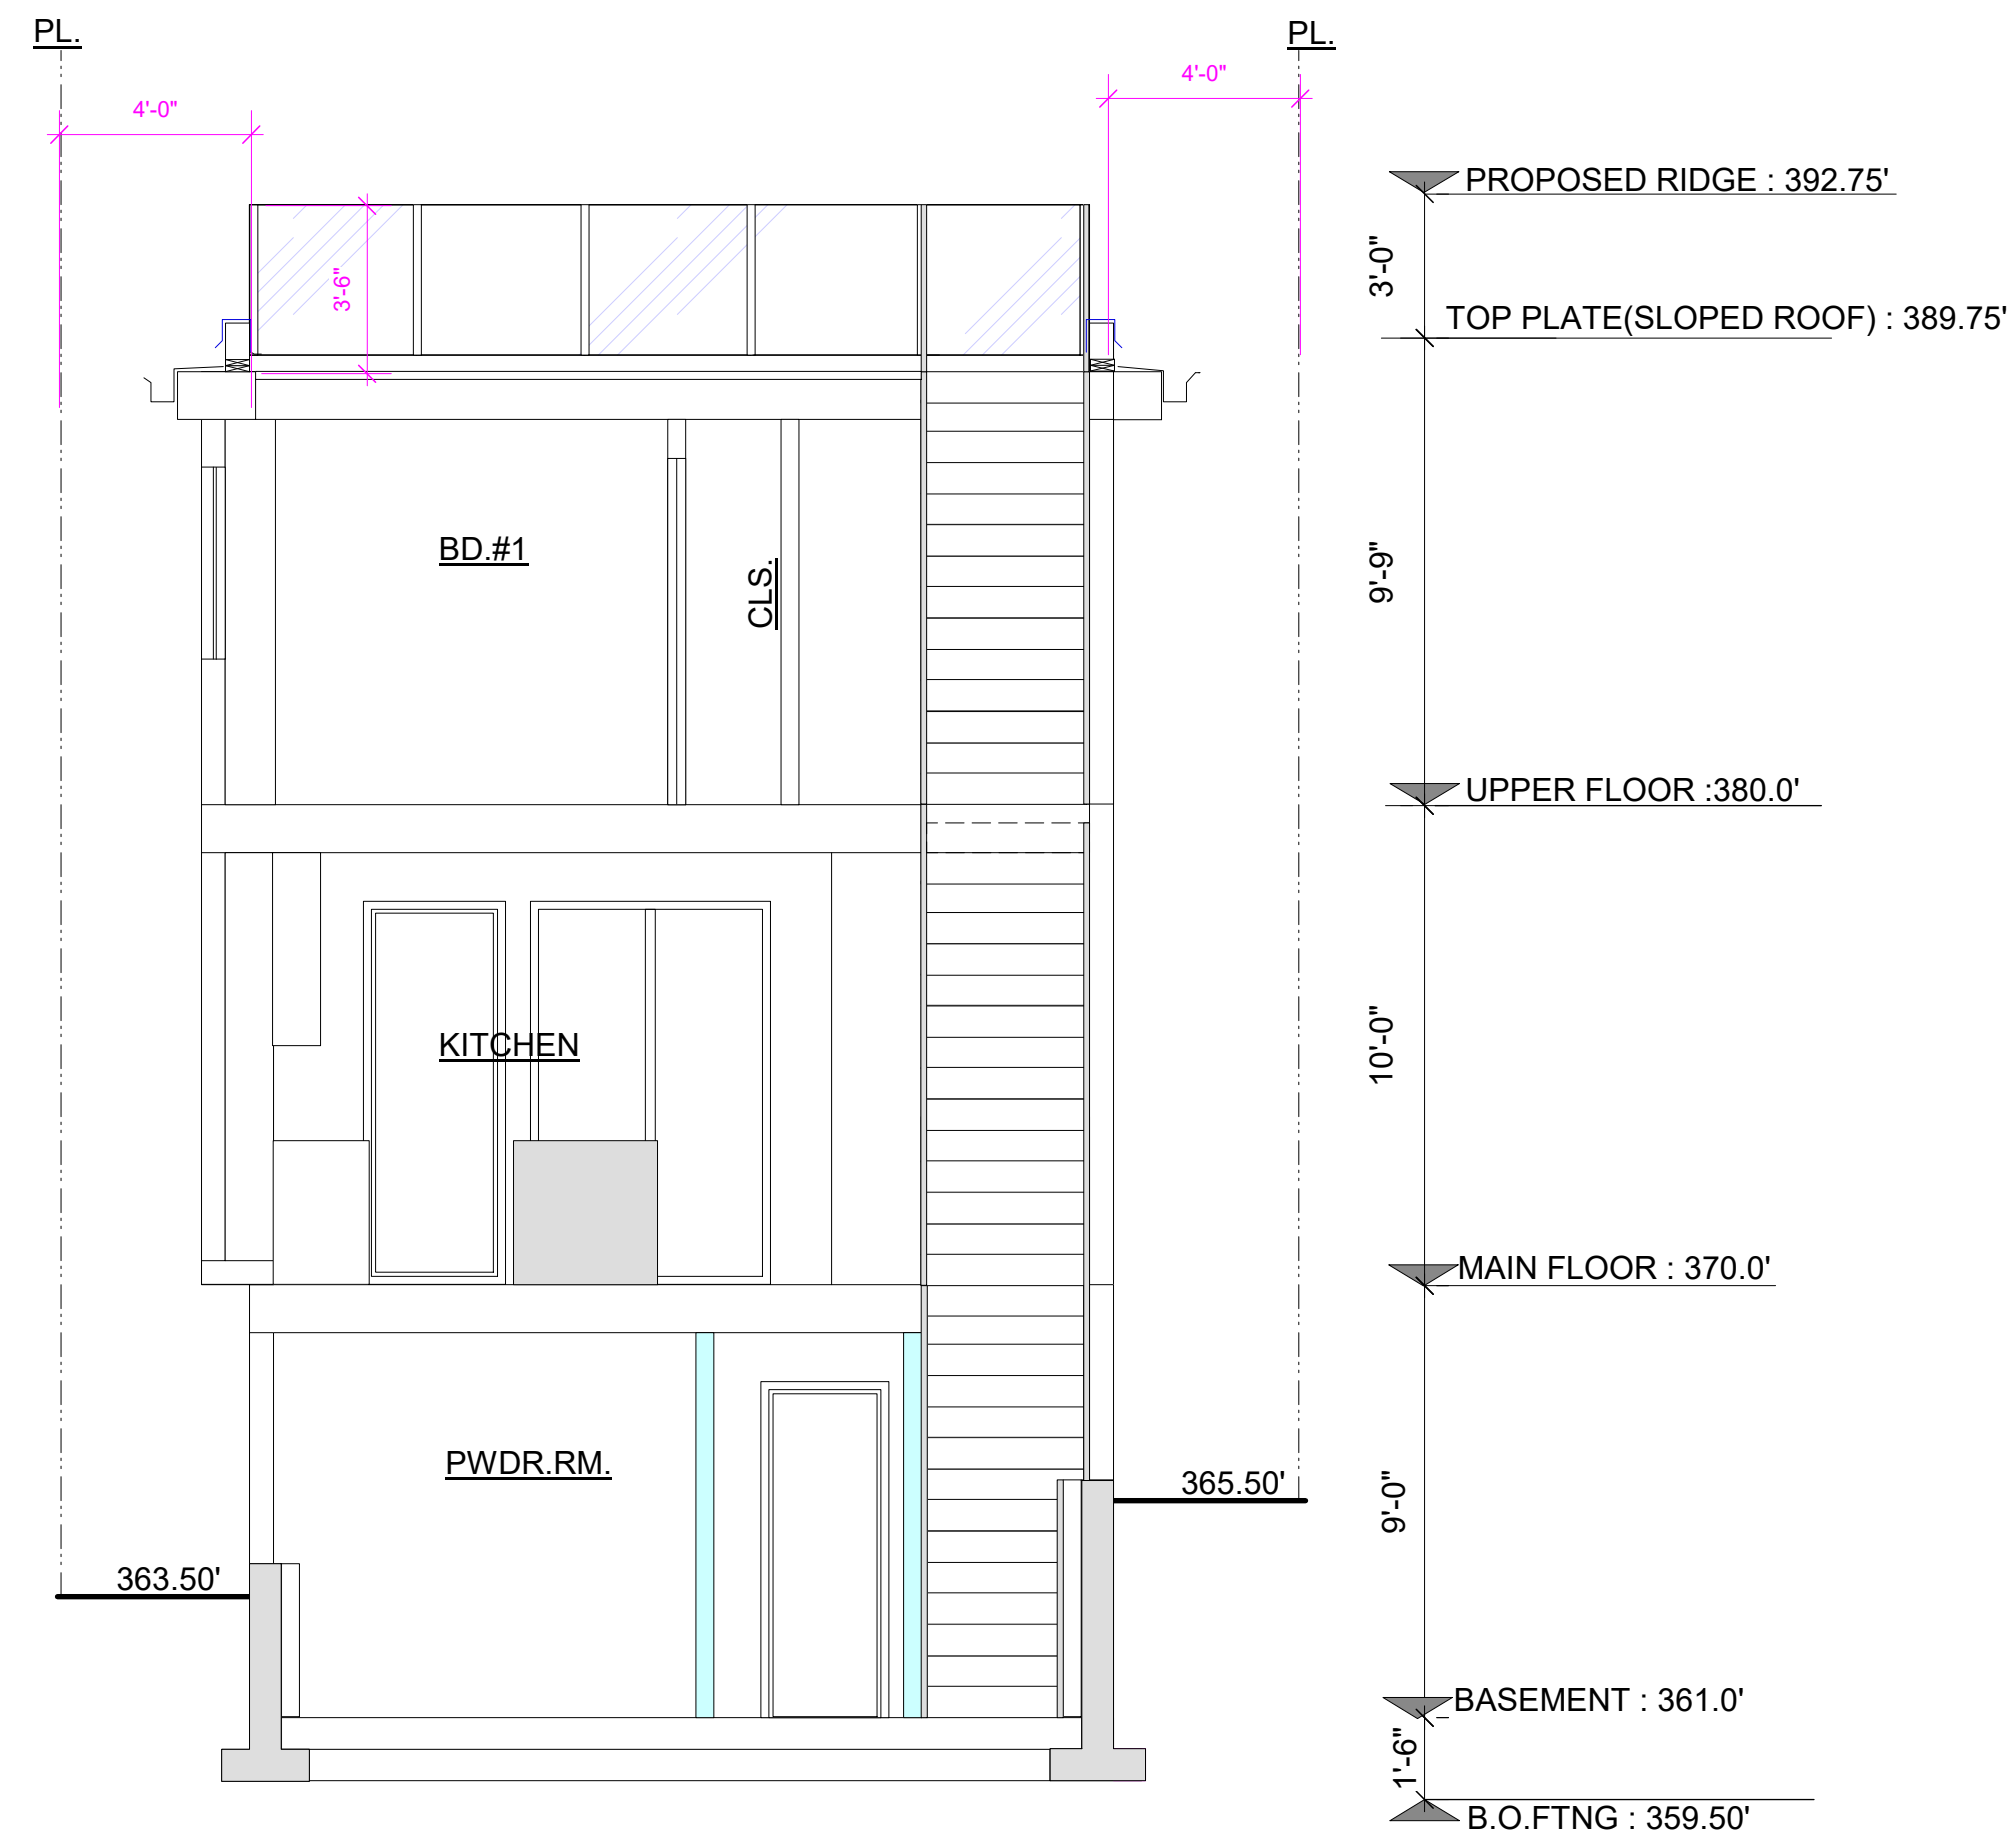 PL.
PL.
4'-0"
4'-0"
PROPOSED RIDGE : 392.75'
3'-0"
3'-6"
TOP PLATE(SLOPED ROOF) : 389.75'
BD.#1
CLS.
9'-9"
UPPER FLOOR :380.0'
KITCHEN
10'-0"
MAIN FLOOR : 370.0'
PWDR.RM.
365.50'
9'-0"
363.50'
BASEMENT : 361.0'
1'-6"
B.O.FTNG : 359.50'